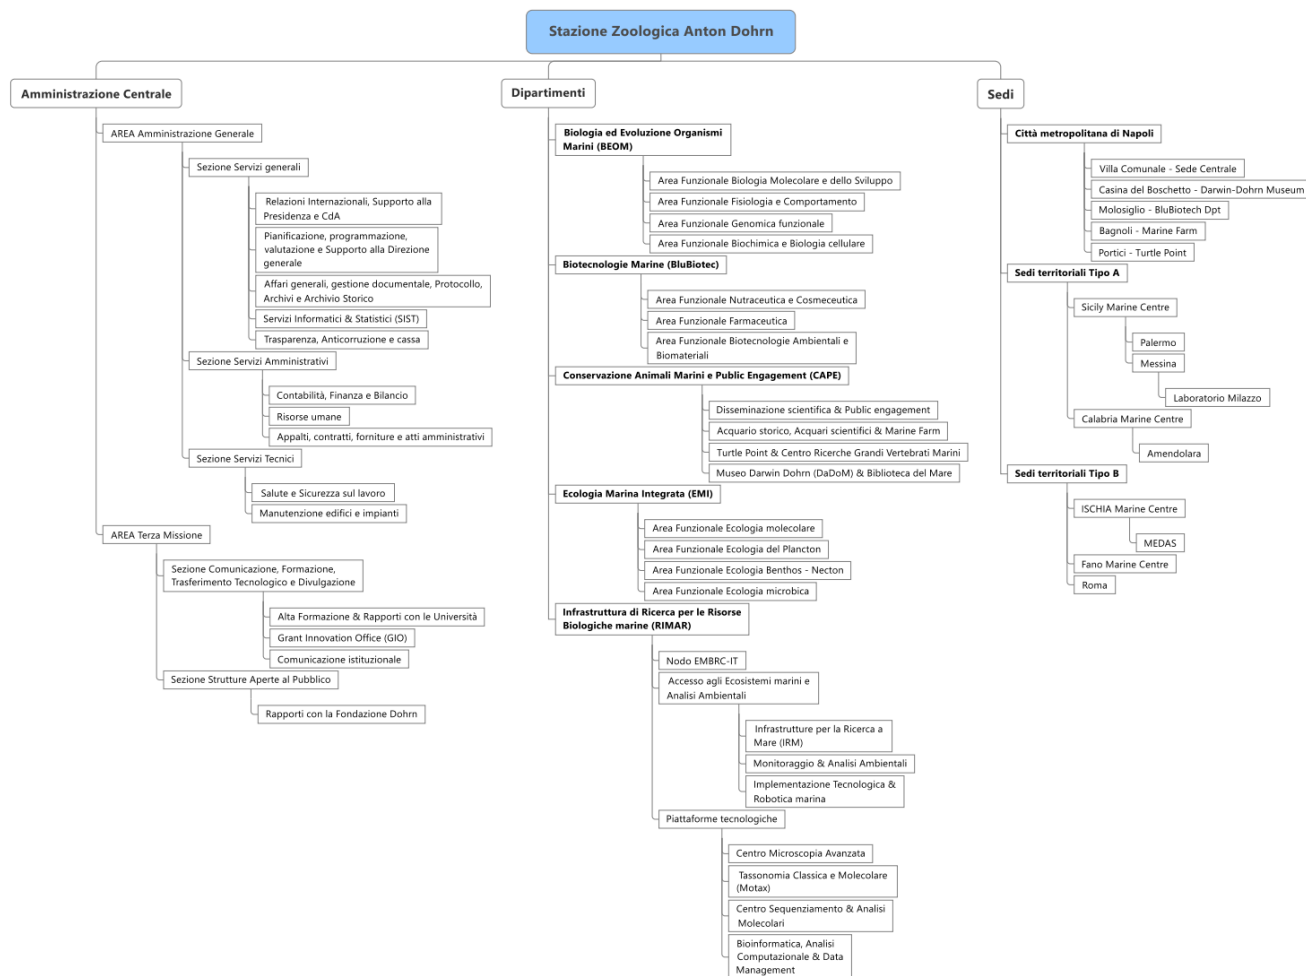 Stazione Zoologica Anton Dohrn
Amministrazione Centrale
AREA Amministrazione Generale
Sezione Servizi generali
Relazioni Internazionali, Supporto alla
Presidenza e CdA
Pianificazione, programmazione,
valutazione e Supporto alla Direzione
generale
Affari generali, gestione documentale, Protocollo,
Archivi e Archivio Storico
Servizi Informatici & Statistici (SIST)
Trasparenza, Anticorruzione e cassa
Sezione Servizi Amministrativi
Contabilità, Finanza e Bilancio
Risorse umane
Appalti, contratti, forniture e atti amministrativi
Sezione Servizi Tecnici
Salute e Sicurezza sul lavoro
Manutenzione edifici e impianti
AREA Terza Missione
Sezione Comunicazione, Formazione,
Trasferimento Tecnologico e Divulgazione
Alta Formazione & Rapporti con le Università
Grant Innovation Office (GIO)
Comunicazione istituzionale
Sezione Strutture Aperte al Pubblico
Rapporti con la Fondazione Dohrn
Dipartimenti
Biologia ed Evoluzione Organismi
Marini (BEOM)
Area Funzionale Biologia Molecolare e dello Sviluppo
Area Funzionale Fisiologia e Comportamento
Area Funzionale Genomica funzionale
Area Funzionale Biochimica e Biologia cellulare
Biotecnologie Marine (BluBiotec)
Area Funzionale Nutraceutica e Cosmeceutica
Area Funzionale Farmaceutica
Area Funzionale Biotecnologie Ambientali e
Biomateriali
Conservazione Animali Marini e Public Engagement (CAPE)
Disseminazione scientifica & Public engagement
Acquario storico, Acquari scientifici & Marine Farm
Turtle Point & Centro Ricerche Grandi Vertebrati Marini
Museo Darwin Dohrn (DaDoM) & Biblioteca del Mare
Ecologia Marina Integrata (EMI)
Area Funzionale Ecologia molecolare
Area Funzionale Ecologia del Plancton
Area Funzionale Ecologia Benthos - Necton
Area Funzionale Ecologia microbica
Infrastruttura di Ricerca per le Risorse
Biologiche marine (RIMAR)
Nodo EMBRC-IT
Accesso agli Ecosistemi marini e
Analisi Ambientali
Infrastrutture per la Ricerca a
Mare (IRM)
Monitoraggio & Analisi Ambientali
Implementazione Tecnologica &
Robotica marina
Piattaforme tecnologiche
Centro Microscopia Avanzata
Tassonomia Classica e Molecolare
(Motax)
Centro Sequenziamento & Analisi
Molecolari
Bioinformatica, Analisi
Computazionale & Data
Management
Sedi
Città metropolitana di Napoli
Villa Comunale - Sede Centrale
Casina del Boschetto - Darwin-Dohrn Museum
Molosiglio - BluBiotech Dpt
Bagnoli - Marine Farm
Portici - Turtle Point
Sedi territoriali Tipo A
Sicily Marine Centre
Palermo
Messina
Laboratorio Milazzo
Calabria Marine Centre
Amendolara
Sedi territoriali Tipo B
ISCHIA Marine Centre
MEDAS
Fano Marine Centre
Roma